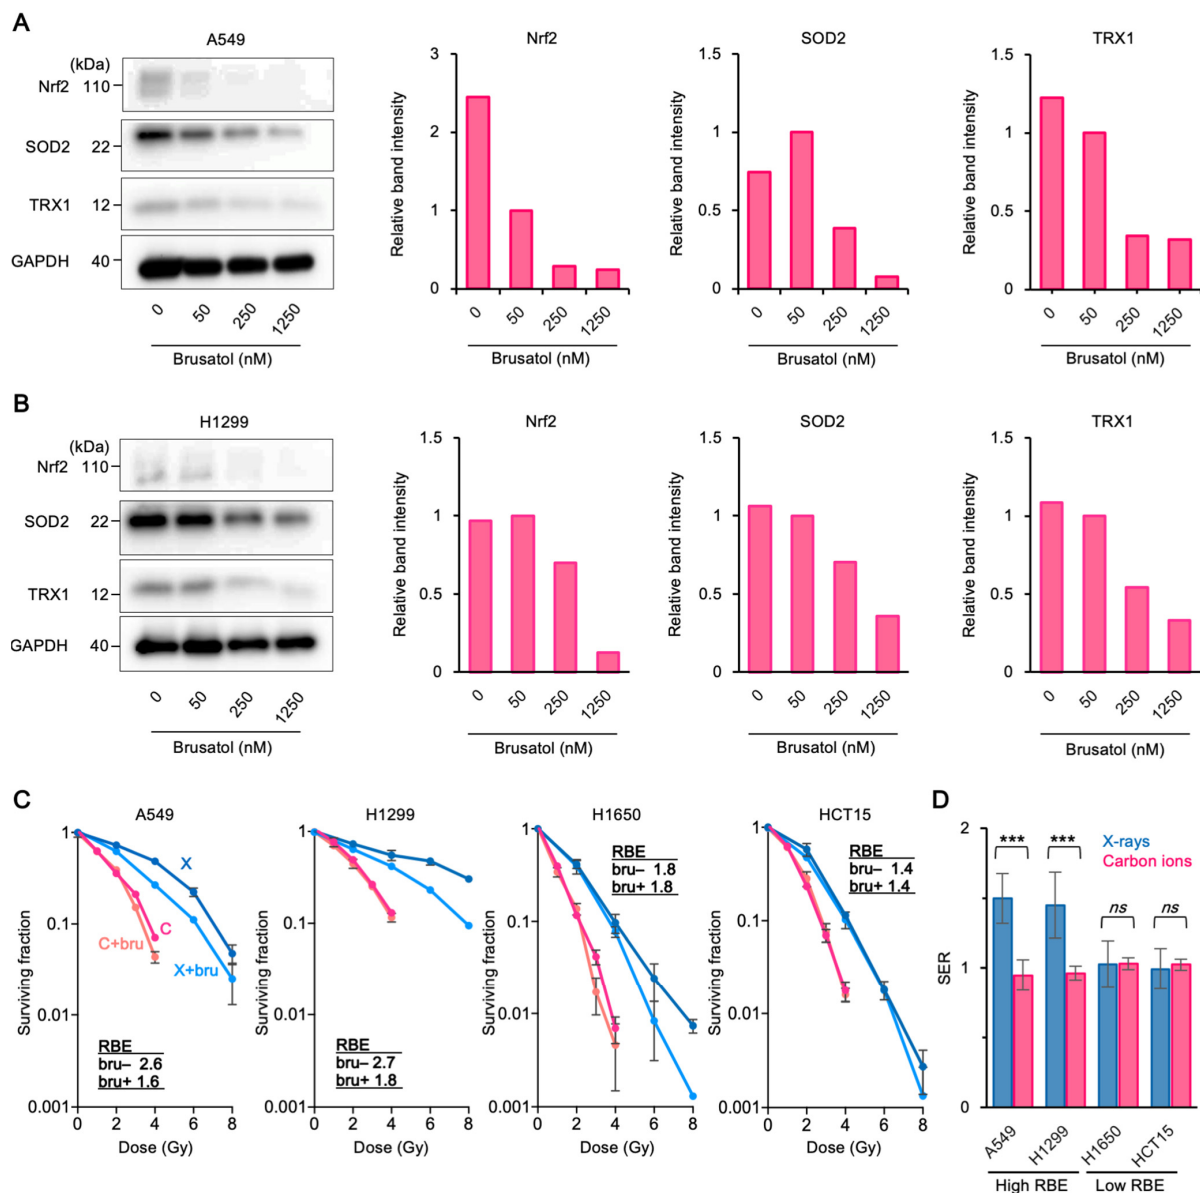 A
A549
Nrf2
SOD2
TRX1
(kDa)
Nrf2 110
SOD2 22
TRX1 12
GAPDH 40
0 50 250 1250
Brusatol (nM)
Relative band intensity
3
2
1
0
0 50 250 1250
Brusatol (nM)
Relative band intensity
1.5
1
0.5
0
0 50 250 1250
Brusatol (nM)
Relative band intensity
1.5
1
0.5
0
0 50 250 1250
Brusatol (nM)
B
H1299
Nrf2
SOD2
TRX1
(kDa)
Nrf2 110
SOD2 22
TRX1 12
GAPDH 40
0 50 250 1250
Brusatol (nM)
Relative band intensity
1.5
1
0.5
0
0 50 250 1250
Brusatol (nM)
Relative band intensity
1.5
1
0.5
0
0 50 250 1250
Brusatol (nM)
Relative band intensity
1.5
1
0.5
0
0 50 250 1250
Brusatol (nM)
C
A549
Surviving fraction
1
0.1
0.01
0.001
X
C
C+bru
X+bru
RBE
bru– 2.6
bru+ 1.6
0 2 4 6 8
Dose (Gy)
H1299
Surviving fraction
1
0.1
0.01
0.001
RBE
bru– 2.7
bru+ 1.8
0 2 4 6 8
Dose (Gy)
H1650
Surviving fraction
1
0.1
0.01
0.001
RBE
bru– 1.8
bru+ 1.8
0 2 4 6 8
Dose (Gy)
HCT15
Surviving fraction
1
0.1
0.01
0.001
RBE
bru– 1.4
bru+ 1.4
0 2 4 6 8
Dose (Gy)
D
SER
2
1
0
X-rays
Carbon ions
*** *** ns ns
A549 H1299 H1650 HCT15
High RBE Low RBE